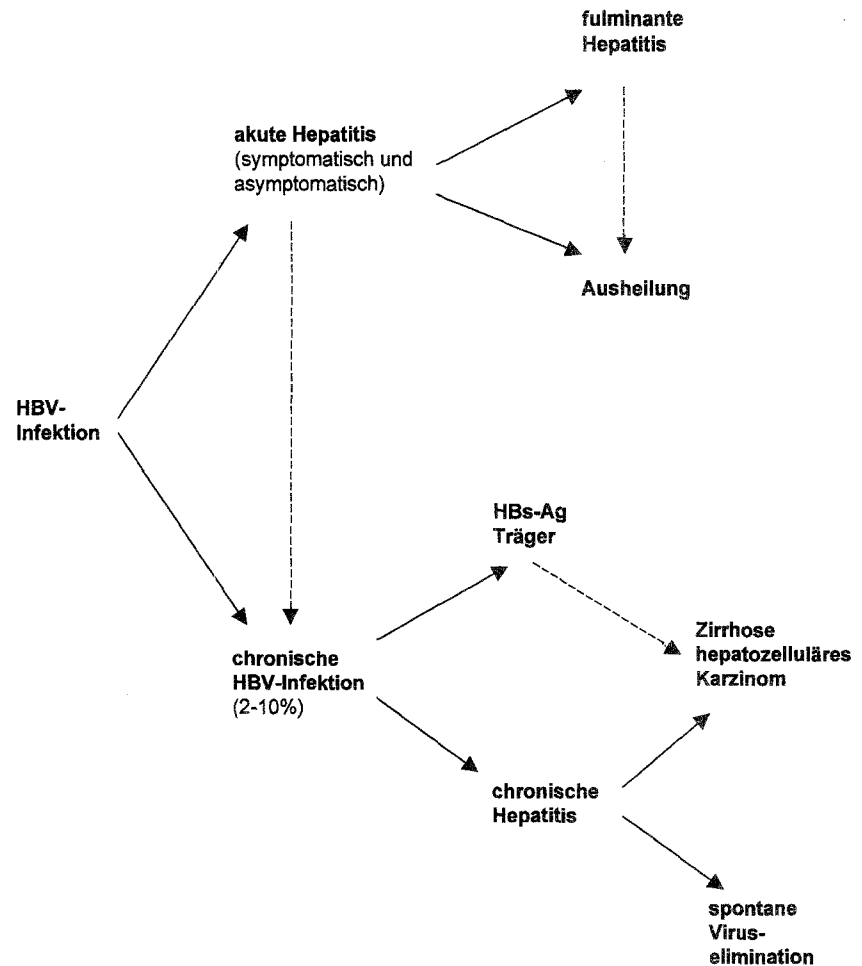 fulminante
Hepatitis
akute Hepatitis
(symptomatisch und
asymptomatisch)
Ausheilung
HBV-
Infektion
HBs-Ag
Träger
Zirrhose
hepatozelluläres
Karzinom
chronische
HBV-Infektion
(2-10%)
chronische
Hepatitis
spontane
Virus-
elimination